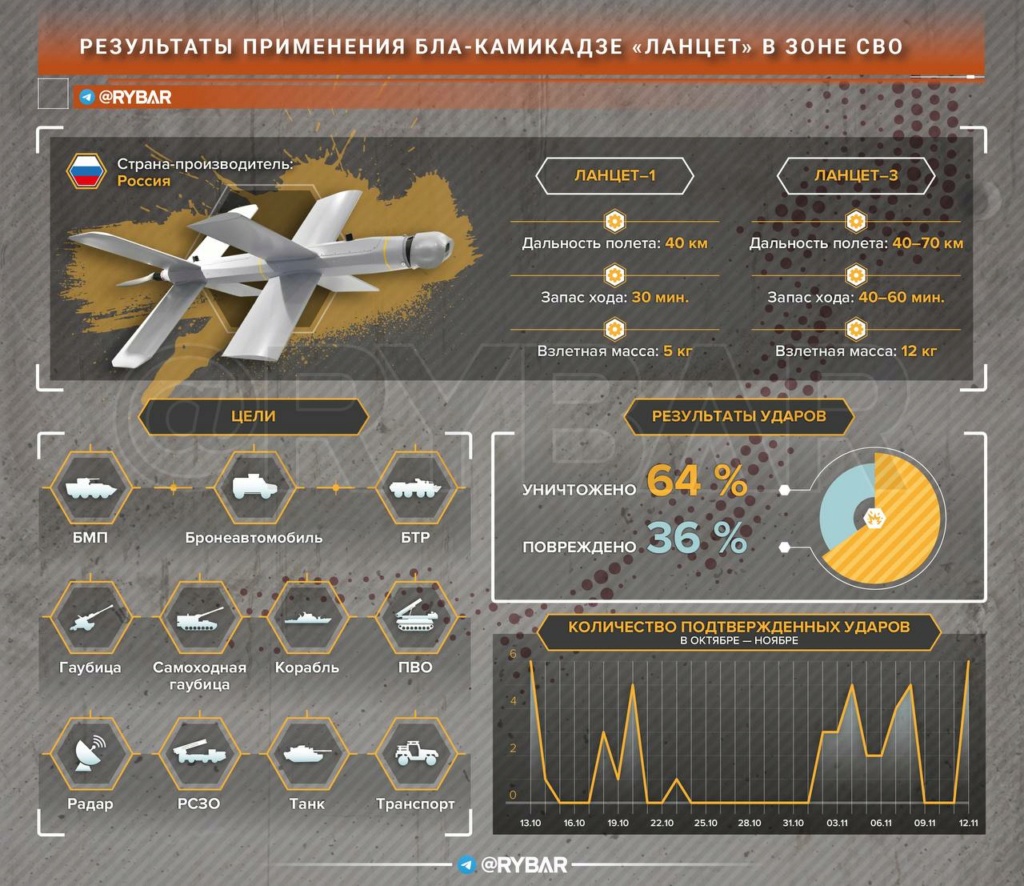 РЕЗУЛЬТАТЫ ПРИМЕНЕНИЯ БЛА-КАМИКАДЗЕ «ЛАНЦЕТ» В ЗОНЕ СВО
@RYBAR
Страна-производитель:
Россия
ЛАНЦЕТ–1
Дальность полета: 40 км
Запас хода: 30 мин.
Взлетная масса: 5 кг
ЛАНЦЕТ–3
Дальность полета: 40–70 км
Запас хода: 40–60 мин.
Взлетная масса: 12 кг
@RYBAR
ЦЕЛИ
БМП
Бронеавтомобиль
БТР
Гаубица
Самоходная
гаубица
Корабль
ПВО
Радар
РСЗО
Танк
Транспорт
РЕЗУЛЬТАТЫ УДАРОВ
УНИЧТОЖЕНО 64 %
ПОВРЕЖДЕНО 36 %
КОЛИЧЕСТВО ПОДТВЕРЖДЕННЫХ УДАРОВ
В ОКТЯБРЕ — НОЯБРЕ
6
4
2
0
13.10 16.10 19.10 22.10 25.10 28.10 31.10 03.11 06.11 09.11 12.11
@RYBAR